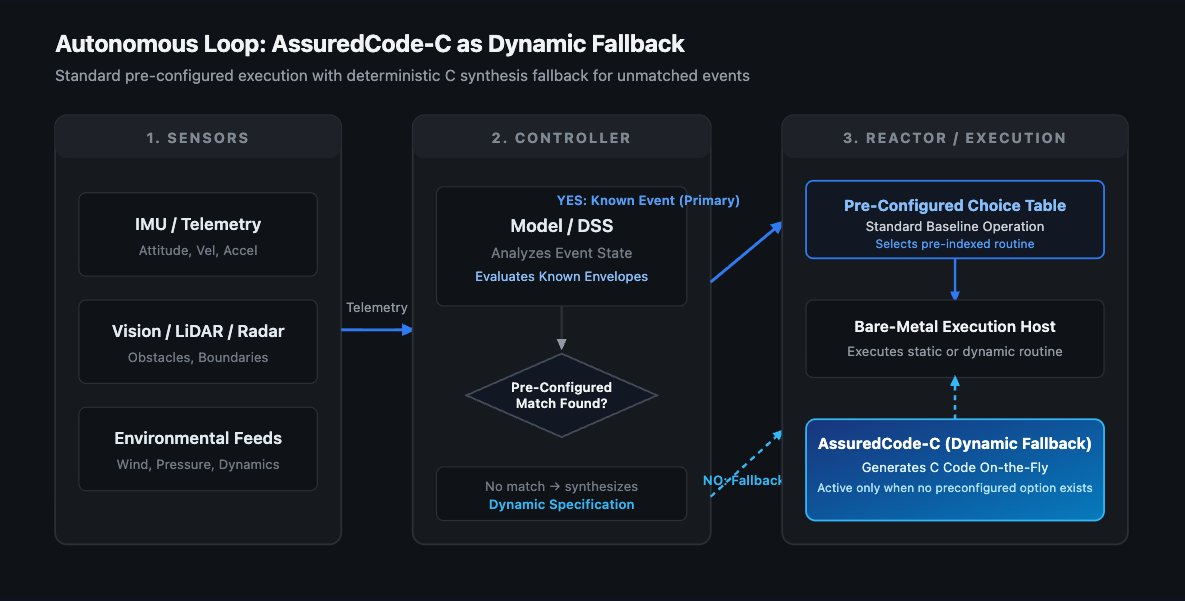 Autonomous Loop: AssuredCode-C as Dynamic Fallback
Standard pre-configured execution with deterministic C synthesis fallback for unmatched events
1. SENSORS
IMU / Telemetry
Attitude, Vel, Accel
Vision / LiDAR / Radar
Obstacles, Boundaries
Environmental Feeds
Wind, Pressure, Dynamics
Telemetry
2. CONTROLLER
YES: Known Event (Primary)
Model / DSS
Analyzes Event State
Evaluates Known Envelopes
Pre-Configured
Match Found?
No match → synthesizes
Dynamic Specification
NO: Fallback
3. REACTOR / EXECUTION
Pre-Configured Choice Table
Standard Baseline Operation
Selects pre-indexed routine
Bare-Metal Execution Host
Executes static or dynamic routine
AssuredCode-C (Dynamic Fallback)
Generates C Code On-the-Fly
Active only when no preconfigured option exists